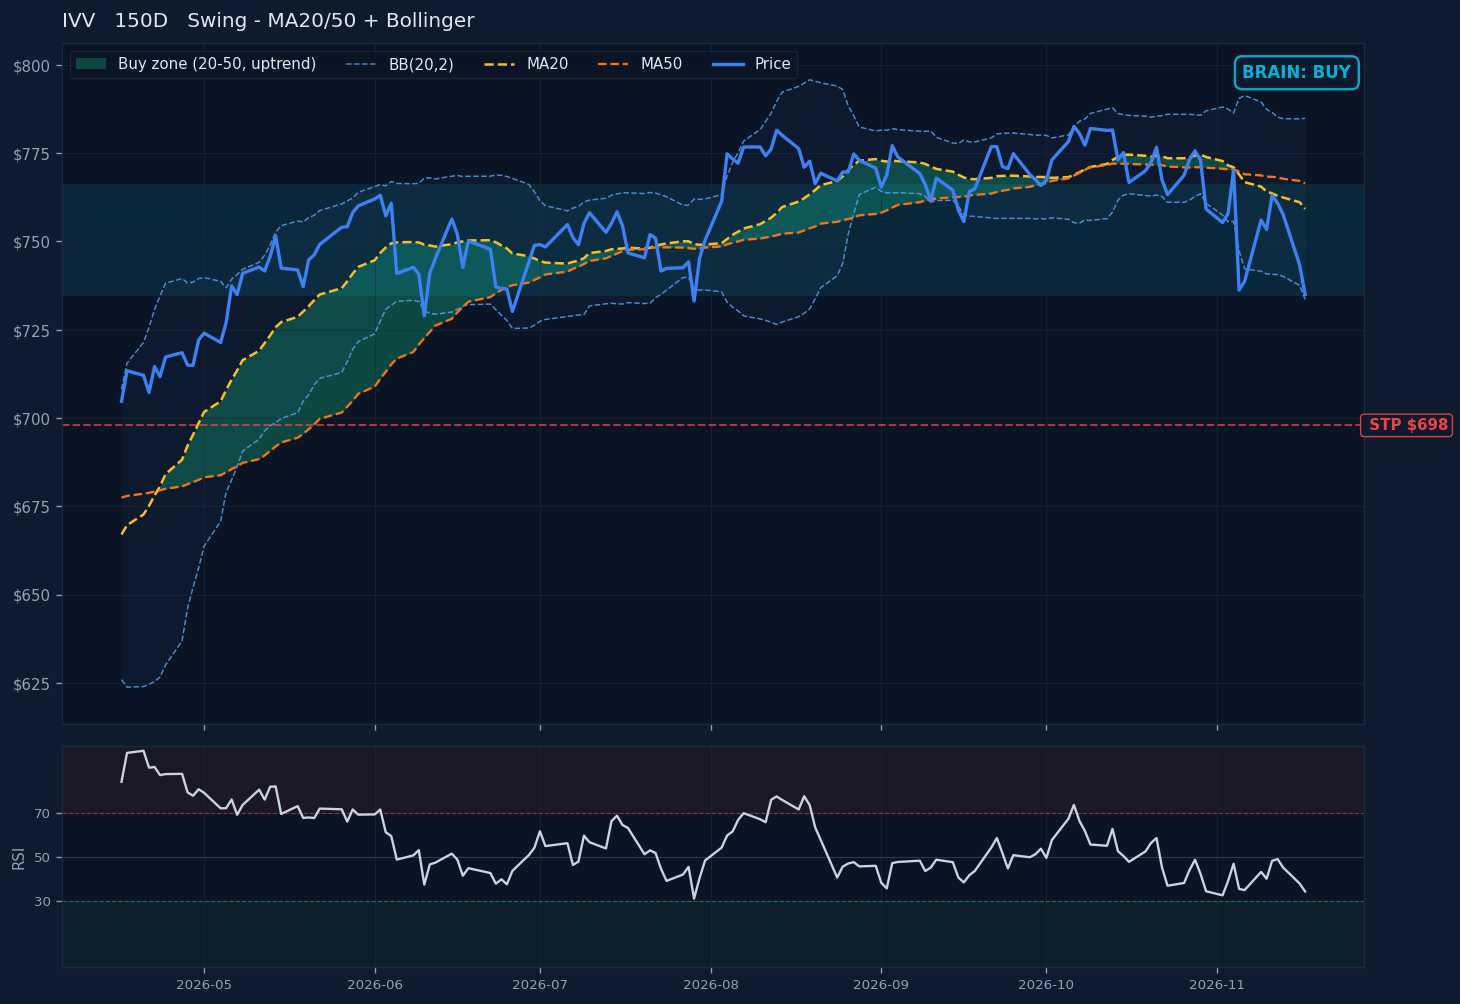 IVV   150D   Swing - MA20/50 + Bollinger
Buy zone (20-50, uptrend)   BB(20,2)   MA20   MA50   Price
BRAIN: BUY
$800
$775
$750
$725
$700
$675
$650
$625
STP $698
RSI
70
50
30
2026-05   2026-06   2026-07   2026-08   2026-09   2026-10   2026-11